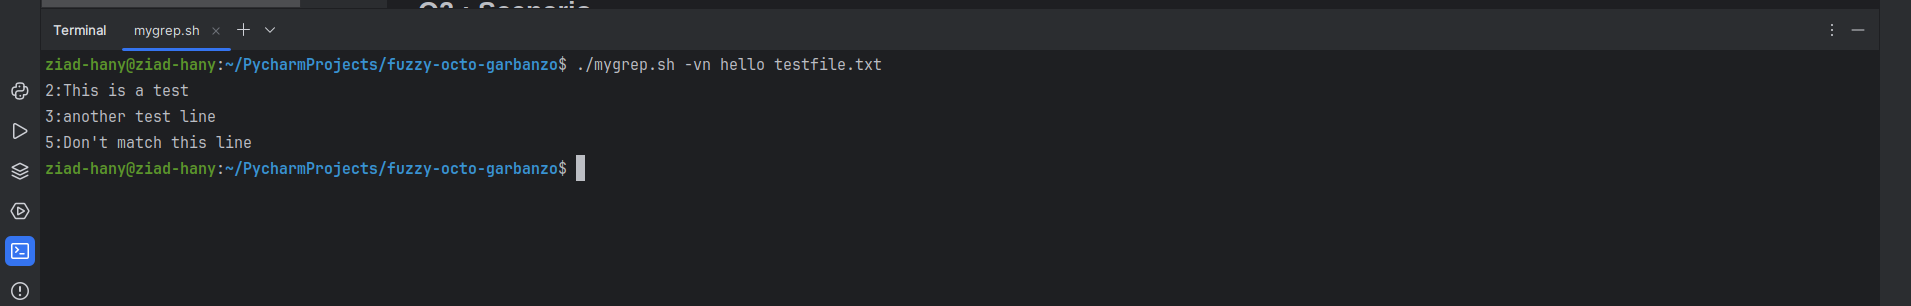 Q2 : Scenario
Terminal mygrep.sh
ziad-hany@ziad-hany:~/PycharmProjects/fuzzy-octo-garbanzo$ ./mygrep.sh -vn hello testfile.txt
2:This is a test
3:another test line
5:Don't match this line
ziad-hany@ziad-hany:~/PycharmProjects/fuzzy-octo-garbanzo$